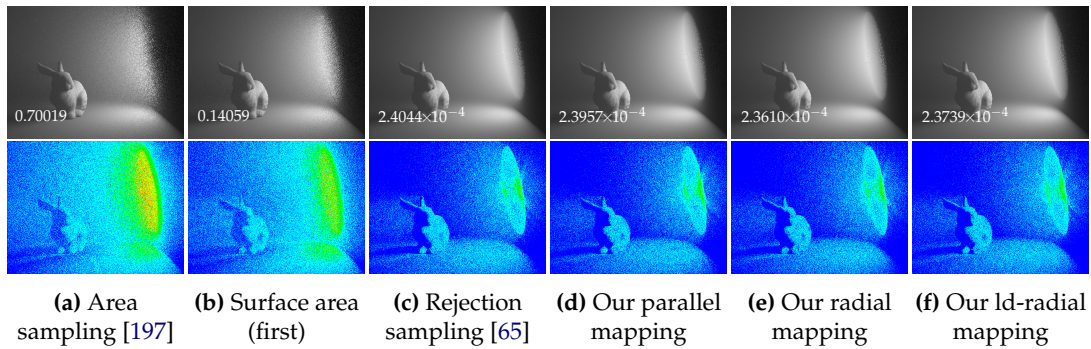 0.70019
0.14059
2.4044×10−4
2.3957×10−4
2.3610×10−4
2.3739×10−4
(a) Area
sampling [197]
(b) Surface area
(first)
(c) Rejection
sampling [65]
(d) Our parallel
mapping
(e) Our radial
mapping
(f) Our ld-radial
mapping